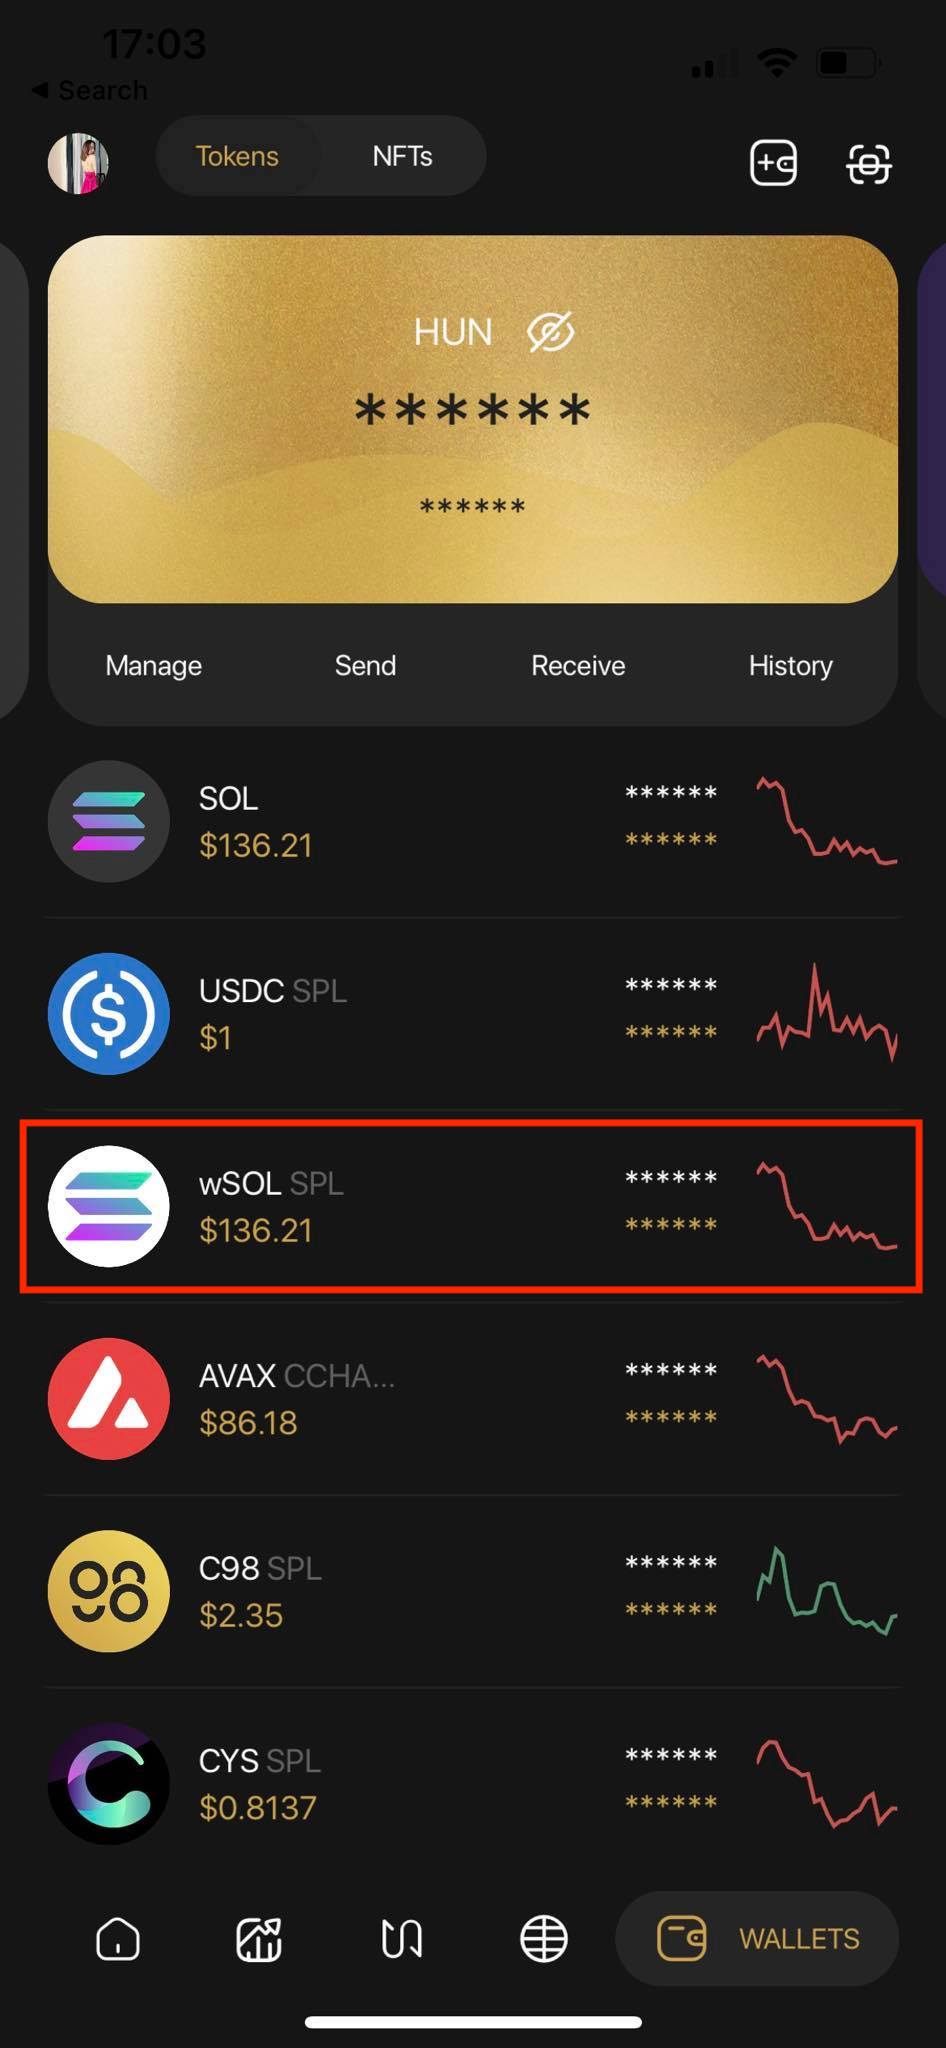 17:03
◀ Search
Tokens
NFTs
HUN
******
******
Manage
Send
Receive
History
SOL
******
$136.21
******
USDC SPL
******
$1
******
wSOL SPL
******
$136.21
******
AVAX CCHA...
******
$86.18
******
C98 SPL
******
$2.35
******
CYS SPL
******
$0.8137
******
WALLETS